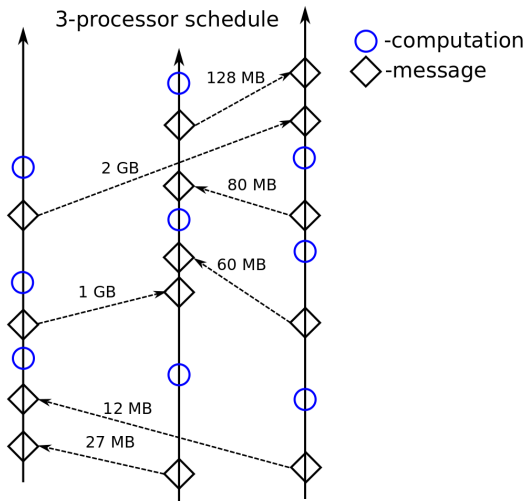 3-processor schedule
-computation
-message
128 MB
2 GB
80 MB
60 MB
1 GB
12 MB
27 MB